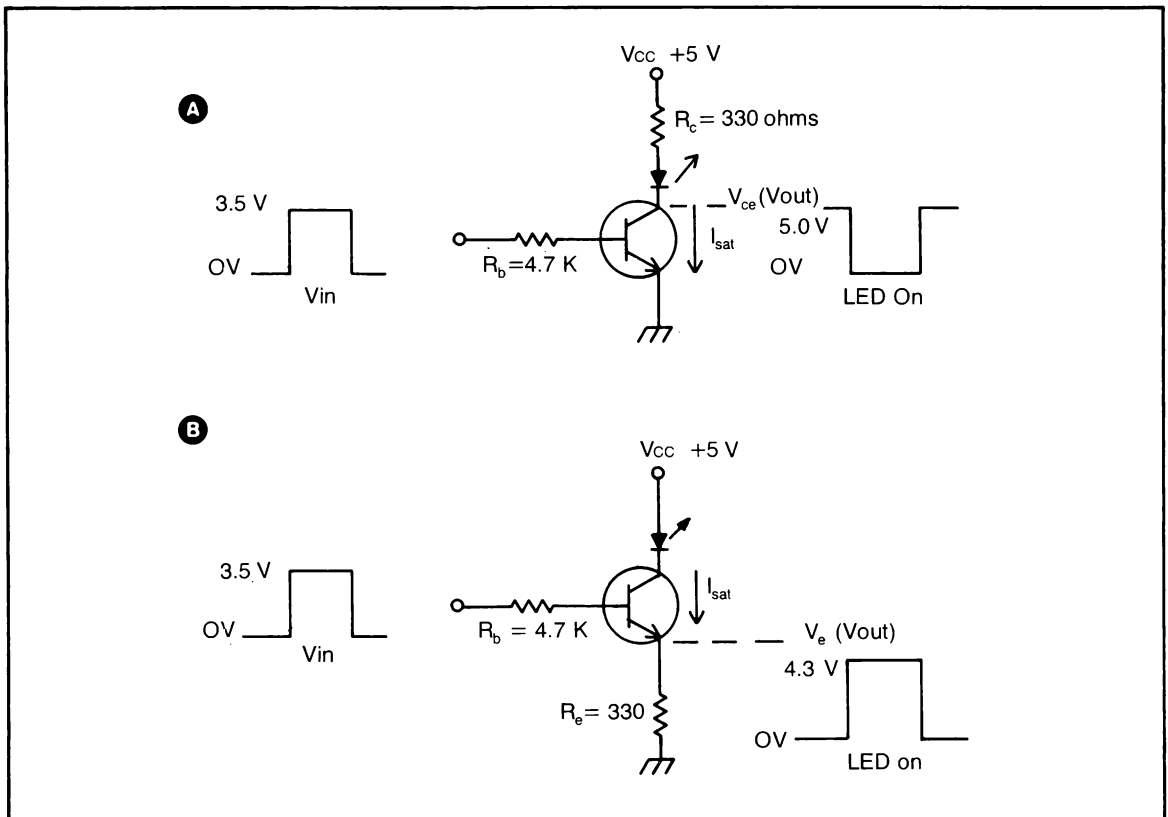 A
Vcc +5 V
Rc= 330 ohms
3.5 V
OV
Vin
Rb=4.7 K
Vce(Vout)
Isat
5.0 V
OV
LED On
B
Vcc +5 V
3.5 V
OV
Vin
Rb = 4.7 K
Isat
Ve (Vout)
4.3 V
Re= 330
OV
LED on